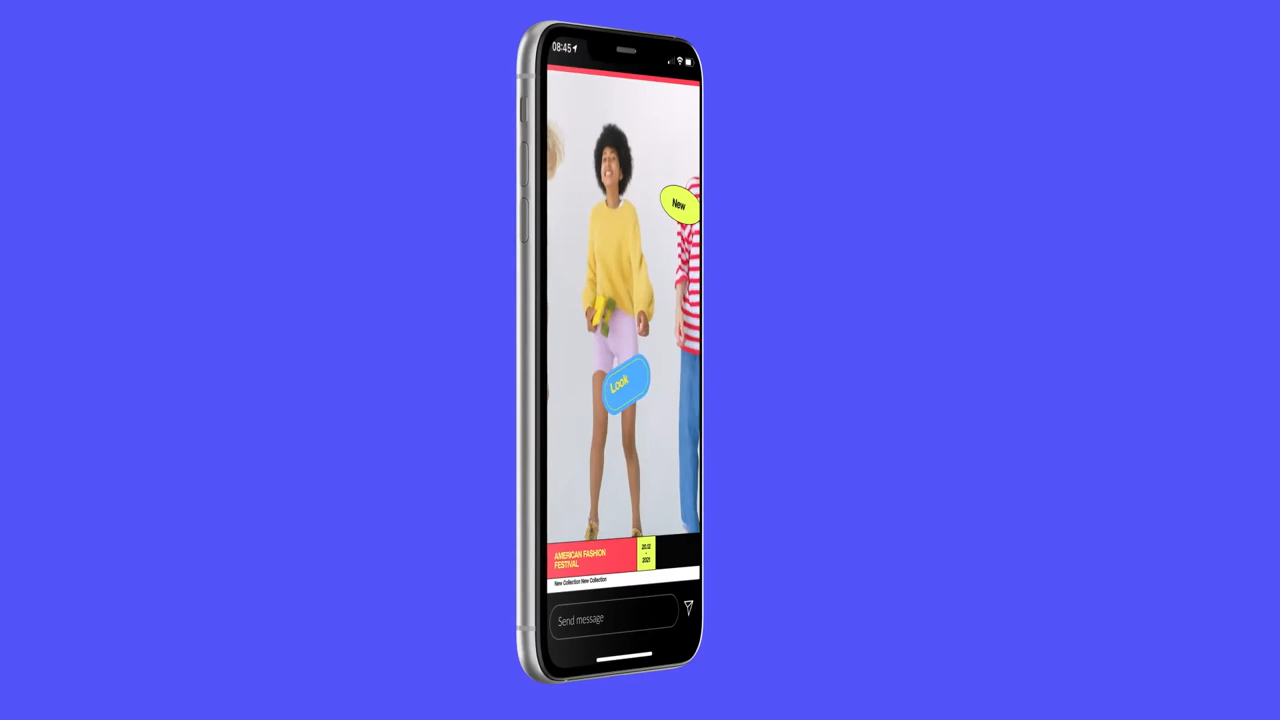 08:45
New
Look
AMERICAN FASHION
FESTIVAL
20.12
-
2021
New Collection New Collection
Send message